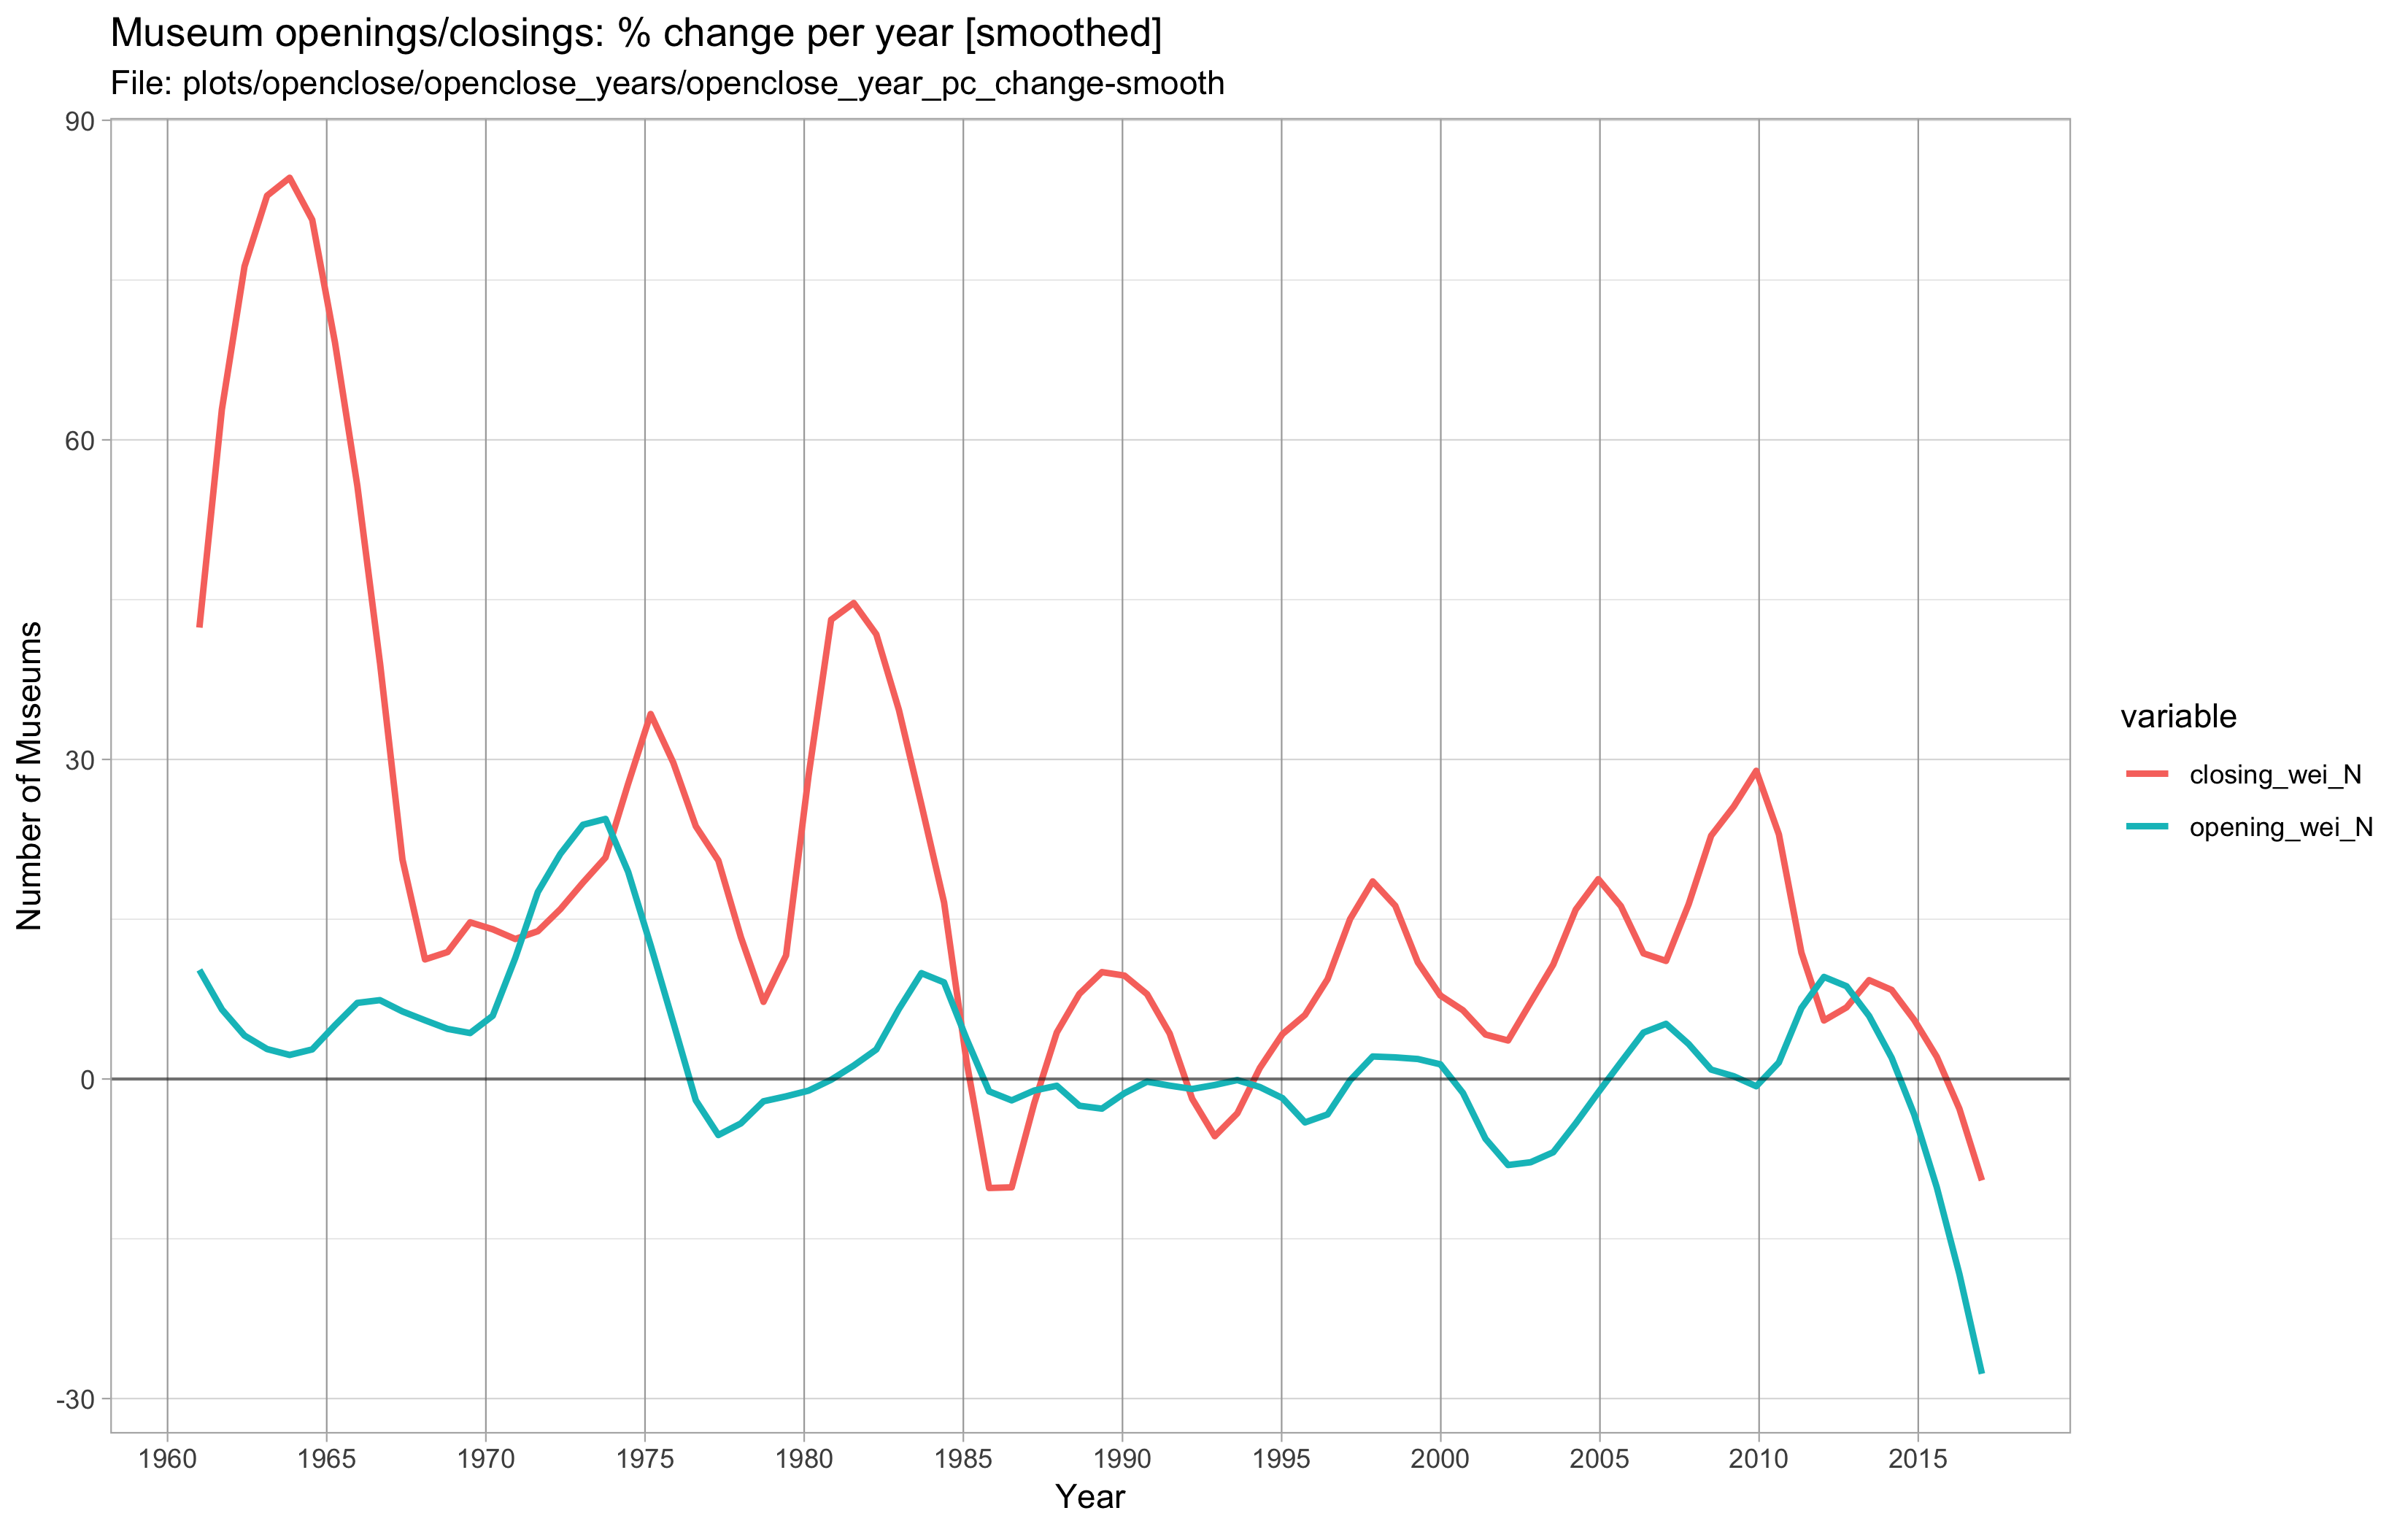 Museum openings/closings: % change per year [smoothed]
File: plots/openclose/openclose_years/openclose_year_pc_change-smooth
90
60
30
0
-30
Number of Museums
1960 1965 1970 1975 1980 1985 1990 1995 2000 2005 2010 2015
Year
variable
closing_wei_N
opening_wei_N